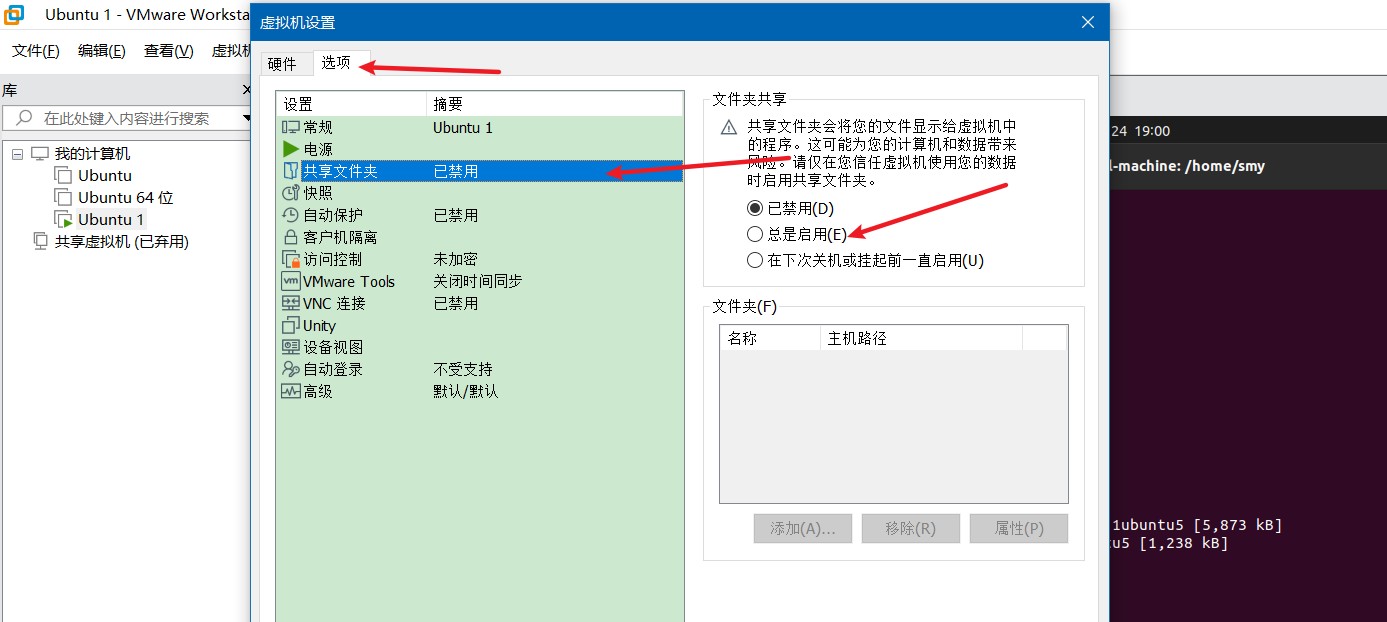 Ubuntu 1 - VMware Worksta
文件(F) 编辑(E) 查看(V) 虚拟机
库
在此处键入内容进行搜索
我的计算机
Ubuntu
Ubuntu 64 位
Ubuntu 1
共享虚拟机 (已弃用)
虚拟机设置
硬件 选项
设置 摘要
常规 Ubuntu 1
电源
共享文件夹 已禁用
快照
自动保护 已禁用
客户机隔离
访问控制 未加密
VMware Tools 关闭时间同步
VNC 连接 已禁用
Unity
设备视图
自动登录 不受支持
高级 默认/默认
文件夹共享
共享文件夹会将您的文件显示给虚拟机中
的程序。这可能为您的计算机和数据带来
风险。请仅在您信任虚拟机使用您的数据
时启用共享文件夹。
已禁用(D)
总是启用(E)
在下次关机或挂起前一直启用(U)
文件夹(F)
名称 主机路径
添加(A)... 移除(R) 属性(P)
24 19:00
l-machine: /home/smy
1ubuntu5 [5,873 kB]
u5 [1,238 kB]